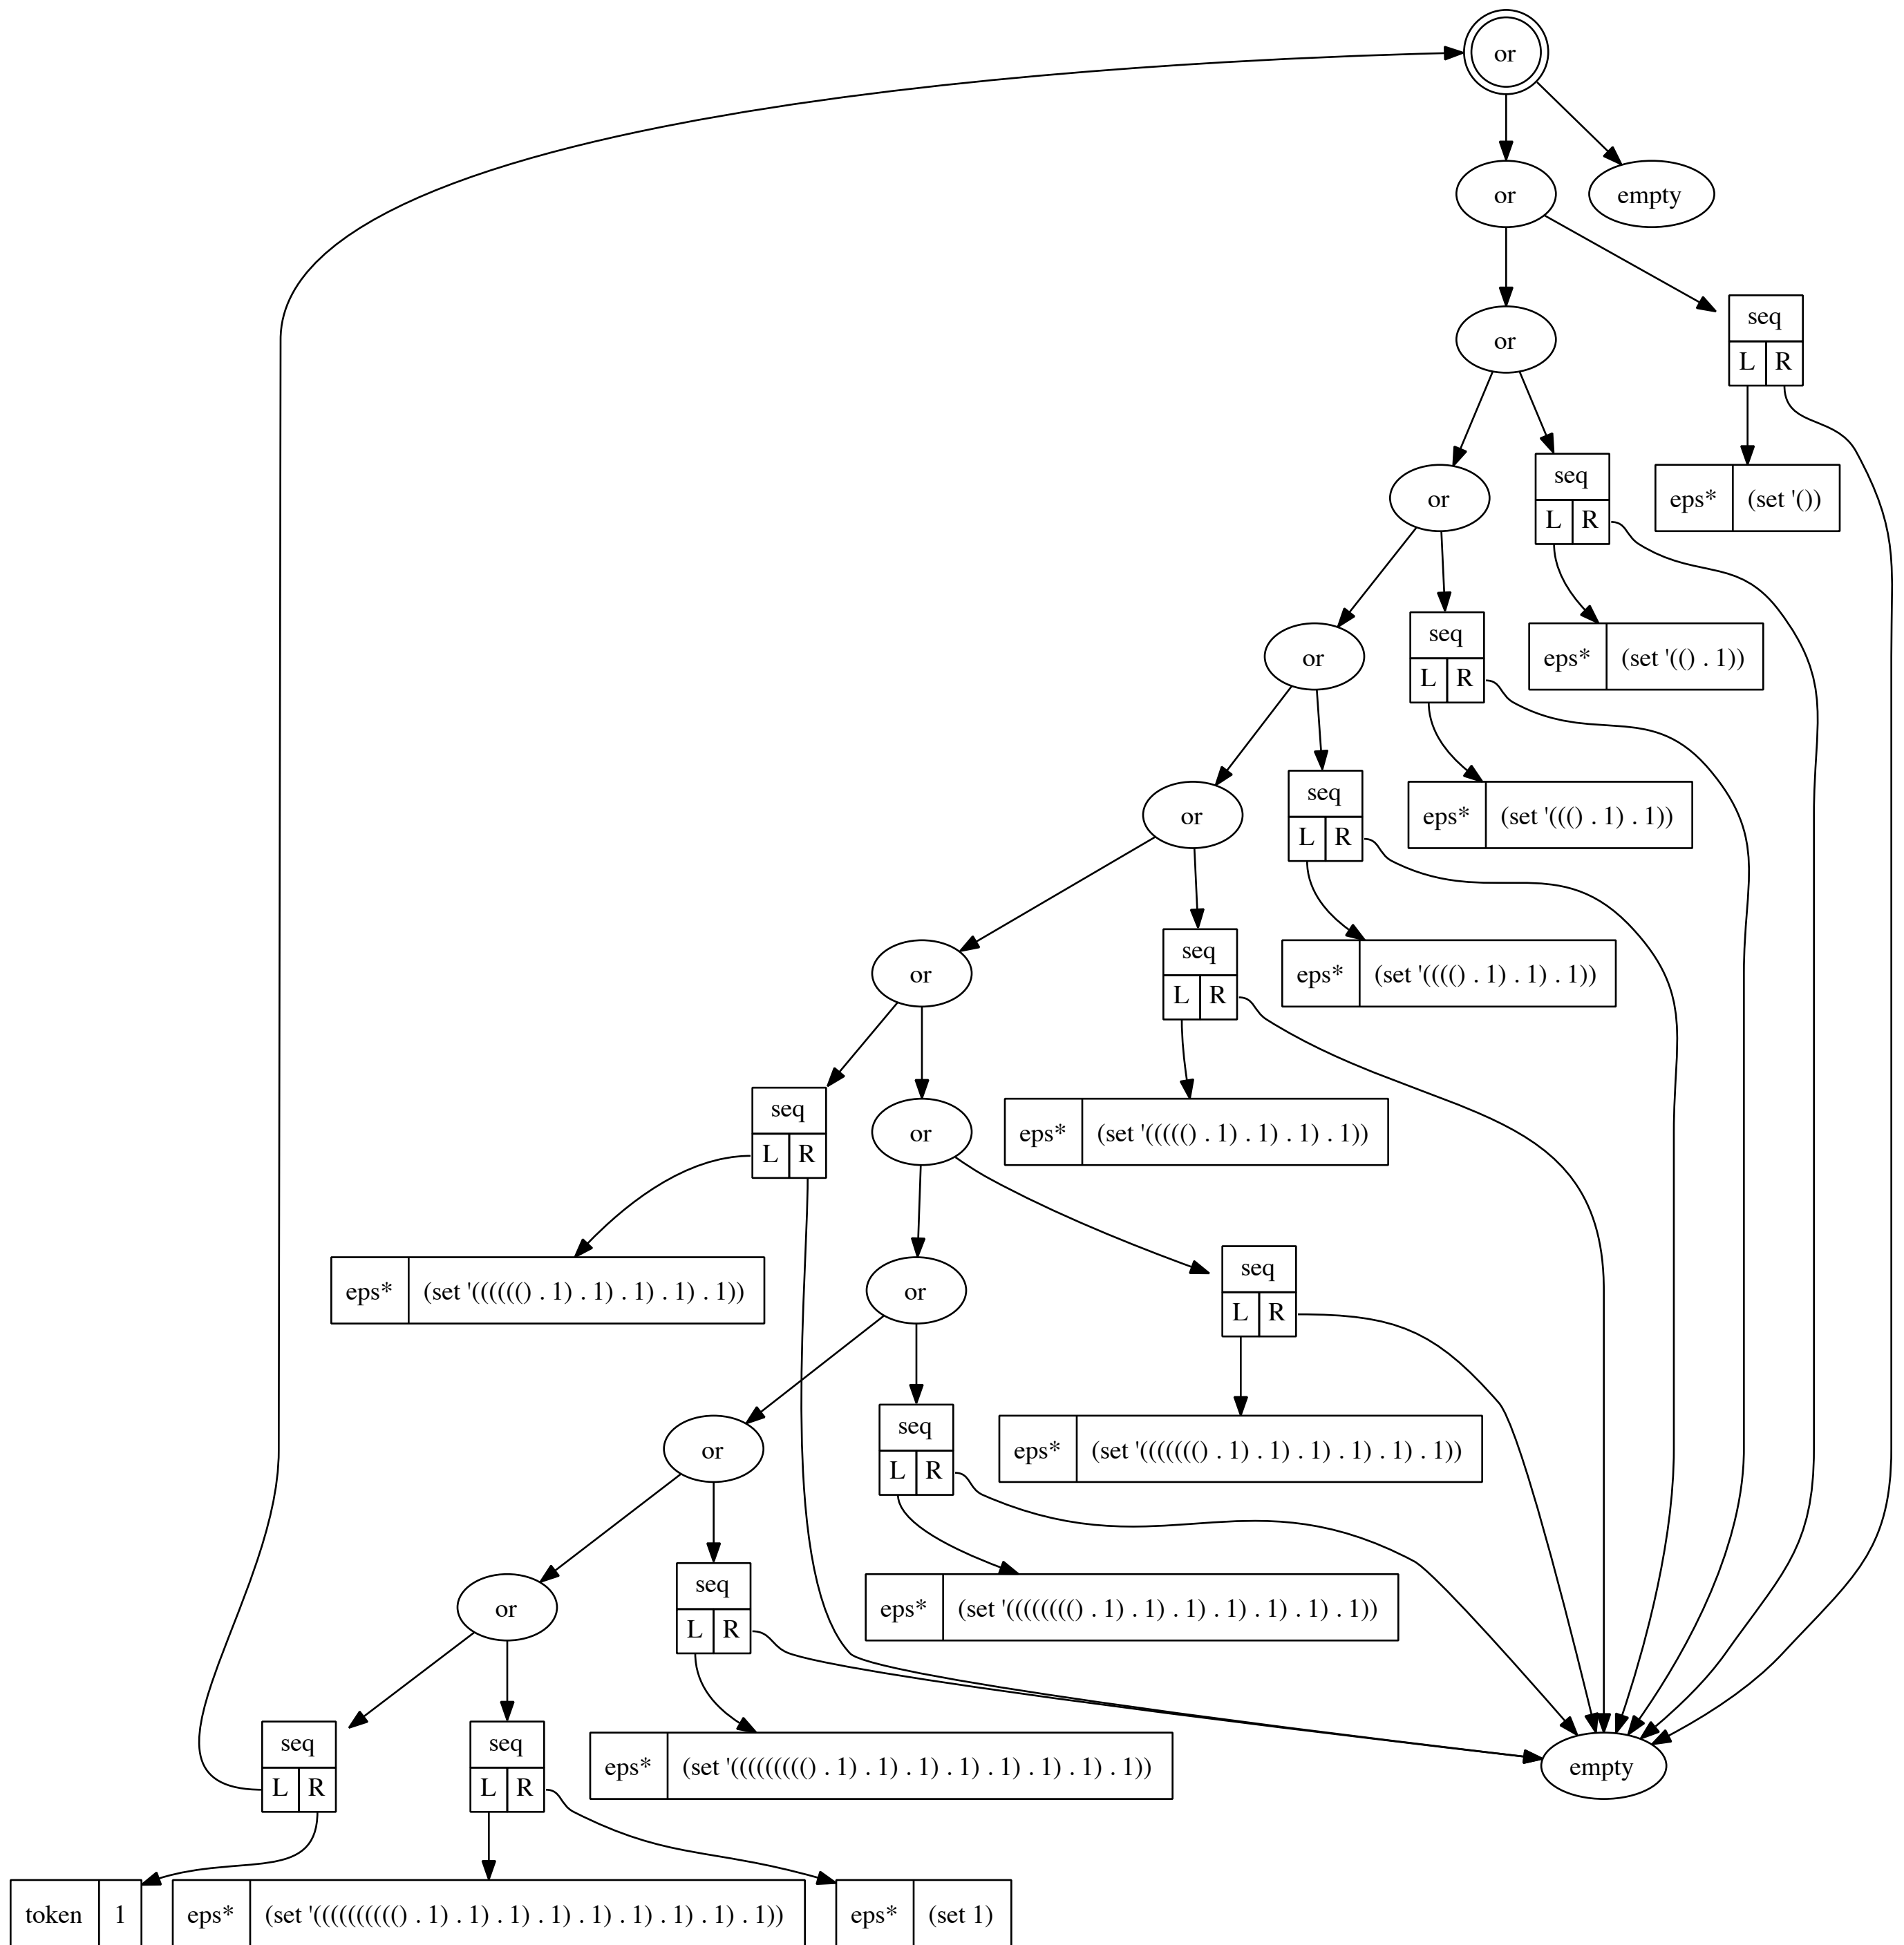 or
or empty
seq
or
L R
seq
or eps* (set '())
L R
seq
or eps* (set '(() . 1))
L R
seq
or eps* (set '((() . 1) . 1))
L R
seq
or eps* (set '(((() . 1) . 1) . 1))
L R
seq
or eps* (set '((((() . 1) . 1) . 1) . 1))
L R
seq
eps* (set '(((((() . 1) . 1) . 1) . 1) . 1)) or
L R
seq
or eps* (set '((((((() . 1) . 1) . 1) . 1) . 1) . 1))
L R
seq
or eps* (set '(((((((() . 1) . 1) . 1) . 1) . 1) . 1) . 1))
L R
seq seq
eps* (set '((((((((() . 1) . 1) . 1) . 1) . 1) . 1) . 1) . 1)) empty
L R L R
token 1 eps* (set '(((((((((() . 1) . 1) . 1) . 1) . 1) . 1) . 1) . 1) . 1)) eps* (set 1)